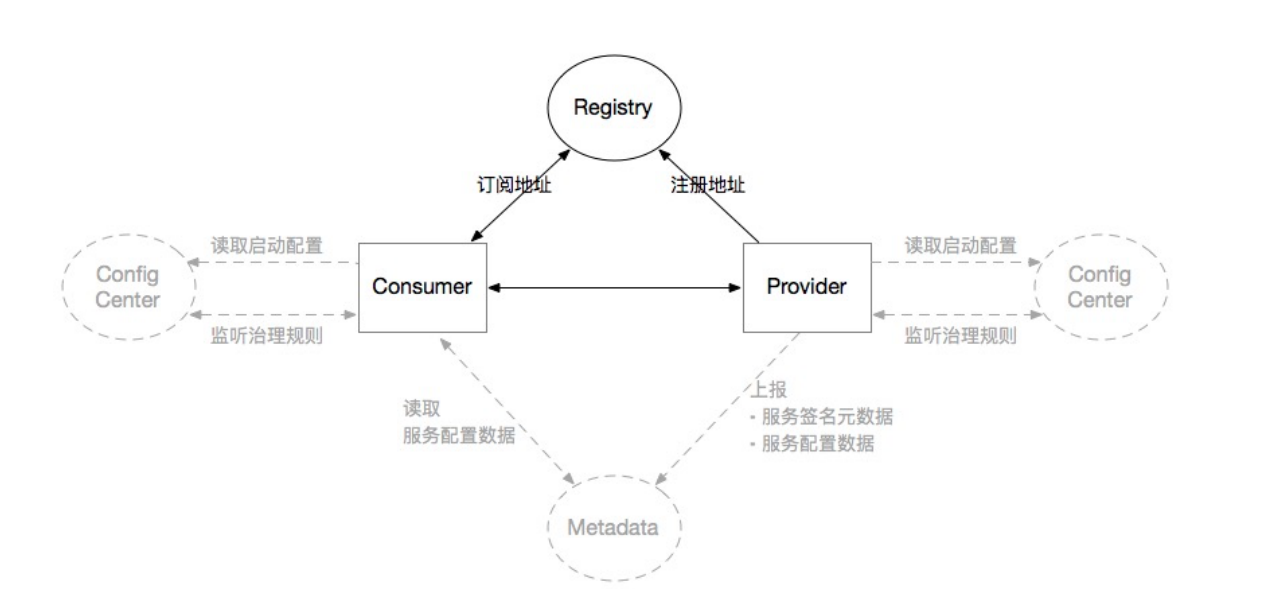 Registry
订阅地址
注册地址
读取启动配置
读取启动配置
Config
Center
Consumer
Provider
Config
Center
监听治理规则
监听治理规则
读取
服务配置数据
上报
- 服务签名元数据
- 服务配置数据
Metadata